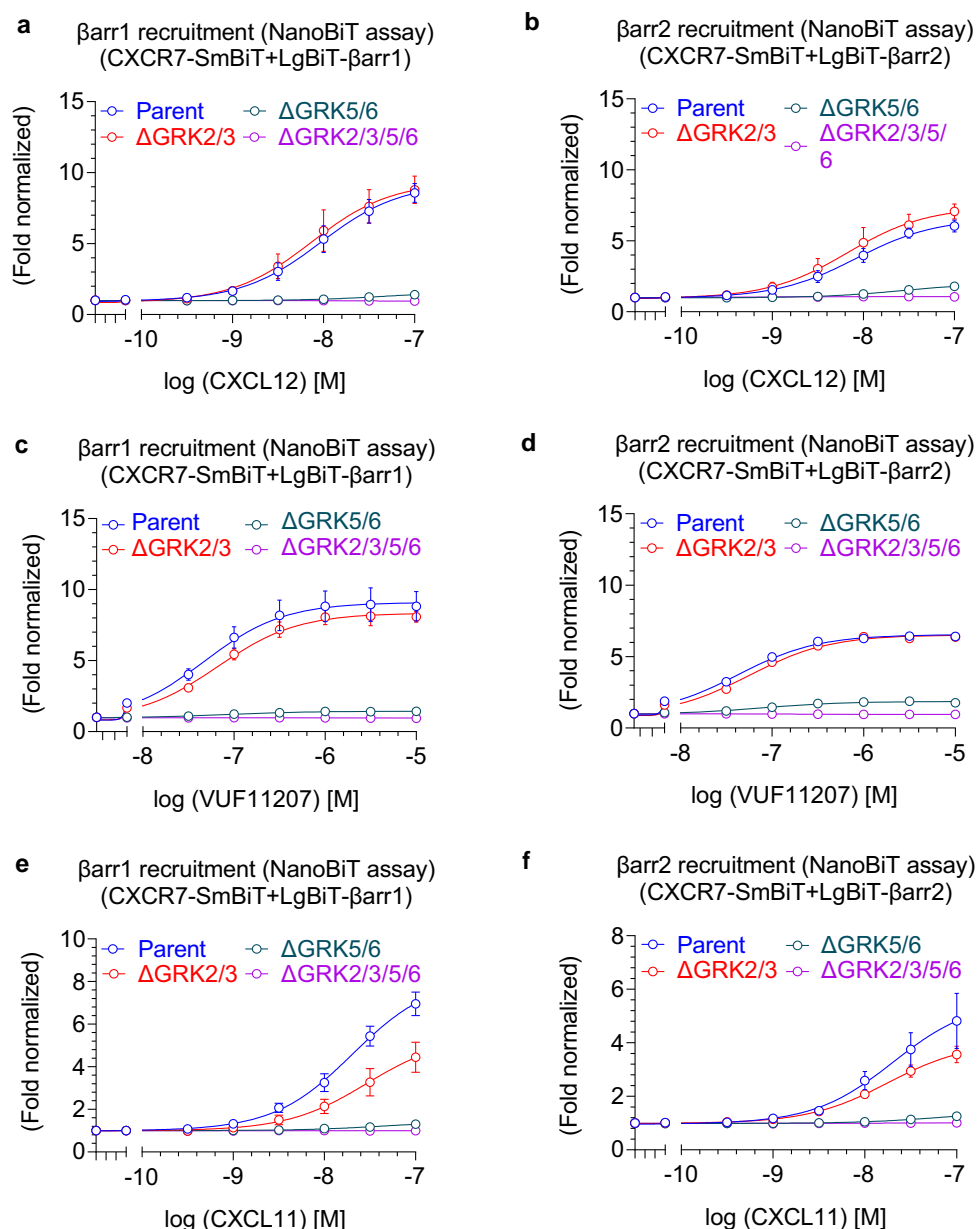 a
βarr1 recruitment (NanoBiT assay)
(CXCR7-SmBiT+LgBiT-βarr1)
15
10
5
0
(Fold normalized)
Parent
ΔGRK5/6
ΔGRK2/3
ΔGRK2/3/5/6
-10
-9
-8
-7
log (CXCL12) [M]
b
βarr2 recruitment (NanoBiT assay)
(CXCR7-SmBiT+LgBiT-βarr2)
15
10
5
0
(Fold normalized)
Parent
ΔGRK5/6
ΔGRK2/3
ΔGRK2/3/5/
6
-10
-9
-8
-7
log (CXCL12) [M]
c
βarr1 recruitment (NanoBiT assay)
(CXCR7-SmBiT+LgBiT-βarr1)
15
10
5
0
(Fold normalized)
Parent
ΔGRK5/6
ΔGRK2/3
ΔGRK2/3/5/6
-8
-7
-6
-5
log (VUF11207) [M]
d
βarr2 recruitment (NanoBiT assay)
(CXCR7-SmBiT+LgBiT-βarr2)
15
10
5
0
(Fold normalized)
Parent
ΔGRK5/6
ΔGRK2/3
ΔGRK2/3/5/6
-8
-7
-6
-5
log (VUF11207) [M]
e
βarr1 recruitment (NanoBiT assay)
(CXCR7-SmBiT+LgBiT-βarr1)
10
8
6
4
2
0
(Fold normalized)
Parent
ΔGRK5/6
ΔGRK2/3
ΔGRK2/3/5/6
-10
-9
-8
-7
log (CXCL11) [M]
f
βarr2 recruitment (NanoBiT assay)
(CXCR7-SmBiT+LgBiT-βarr2)
8
6
4
2
0
(Fold normalized)
Parent
ΔGRK5/6
ΔGRK2/3
ΔGRK2/3/5/6
-10
-9
-8
-7
log (CXCL11) [M]